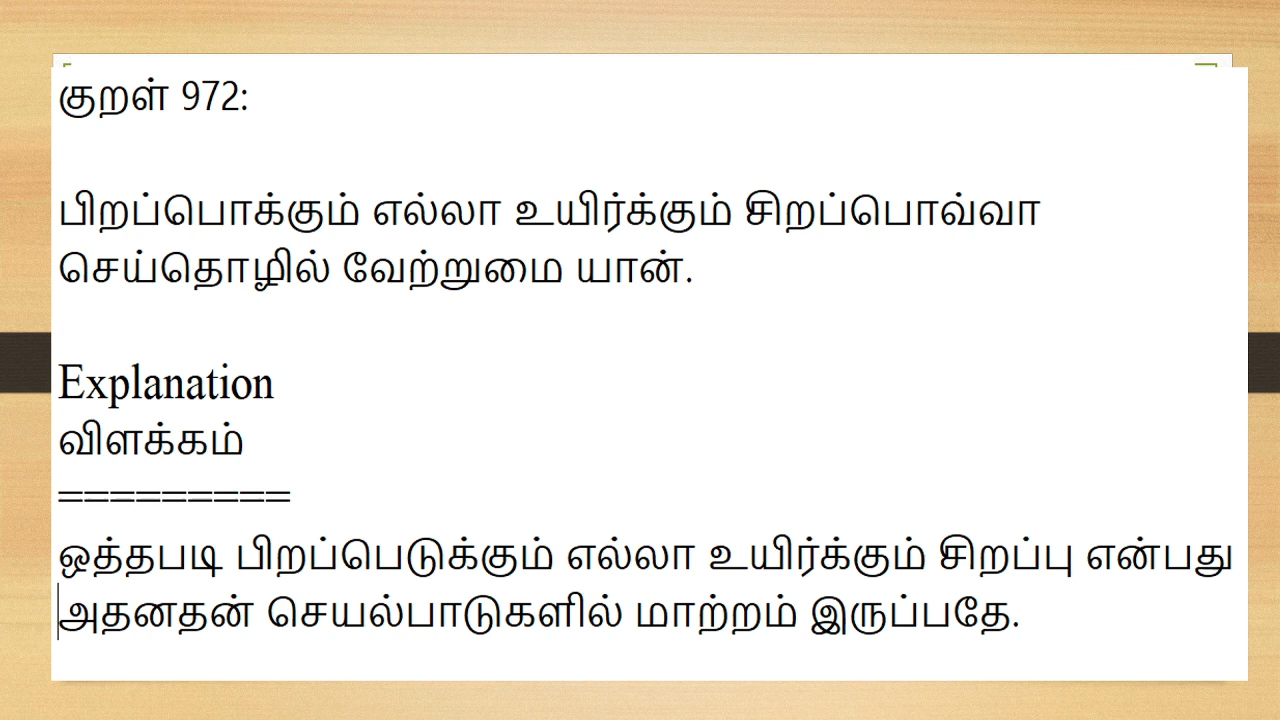 குறள் 972:
பிறப்பொக்கும் எல்லா உயிர்க்கும் சிறப்பொவ்வா
செய்தொழில் வேற்றுமை யான்.
Explanation
விளக்கம்
=========
ஒத்தபடி பிறப்பெடுக்கும் எல்லா உயிர்க்கும் சிறப்பு என்பது
அதனதன் செயல்பாடுகளில் மாற்றம் இருப்பதே.